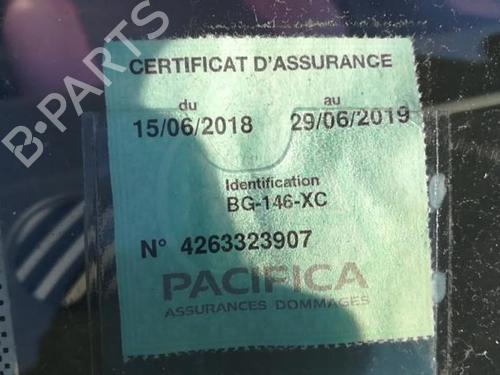 B-PARTS
CERTIFICAT D'ASSURANCE
du au
15/06/2018 29/06/2019
Identification
BG-146-XC
N° 4263323907
PACIFICA
ASSURANCES DOMMAGES